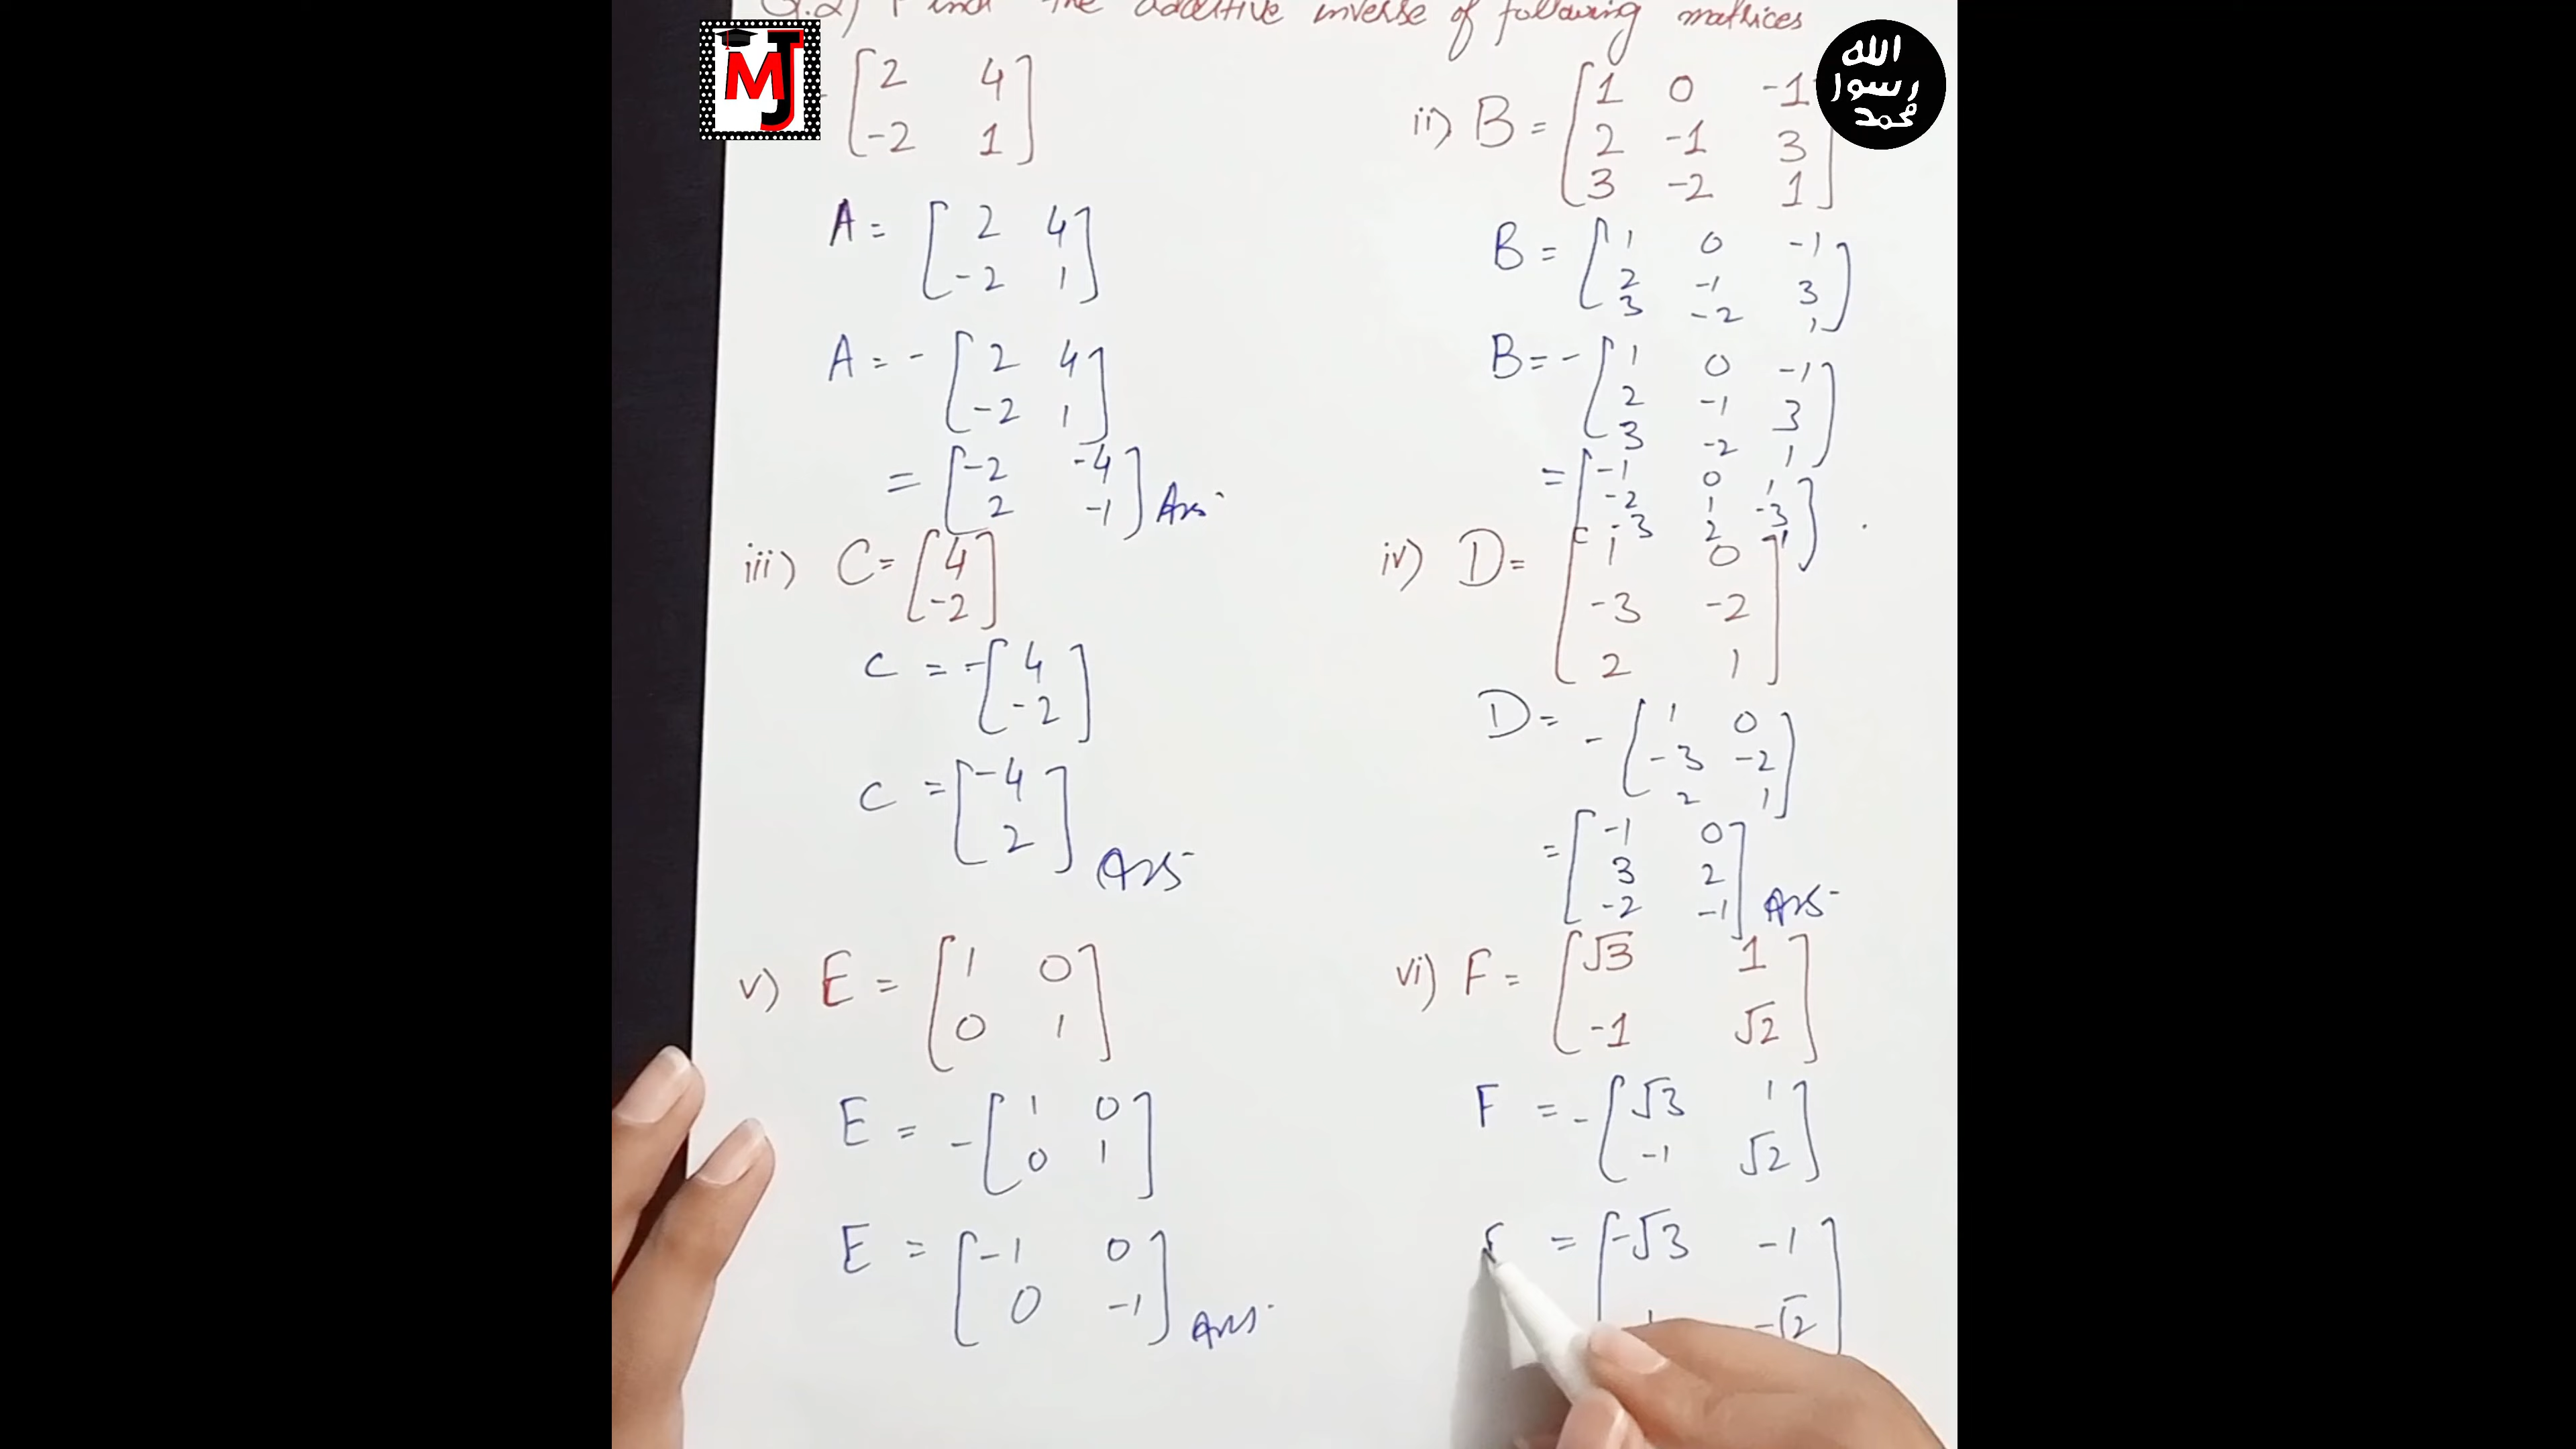 Q.2) Find the additive inverse of following matrices
MJ
الله
رسول
محمد
[2 4
-2 1]
A = [2 4
-2 1]
A = - [2 4
-2 1]
= [-2 -4
2 -1] Ans
ii) B = [1 0 -1
2 -1 3
3 -2 1]
B = [1 0 -1
2 -1 3
3 -2 1]
B = - [1 0 -1
2 -1 3
3 -2 1]
= [-1 0 1
-2 1 -3
-3 2 -1]
iii) C = [4
-2]
C = - [4
-2]
C = [-4
2] Ans
iv) D = [1 0
-3 -2
2 1]
D = - [1 0
-3 -2
2 1]
= [-1 0
3 2
-2 -1] Ans
v) E = [1 0
0 1]
E = - [1 0
0 1]
E = [-1 0
0 -1] Ans
vi) F = [√3 1
-1 √2]
F = - [√3 1
-1 √2]
= [-√3 -1
1 -√2]